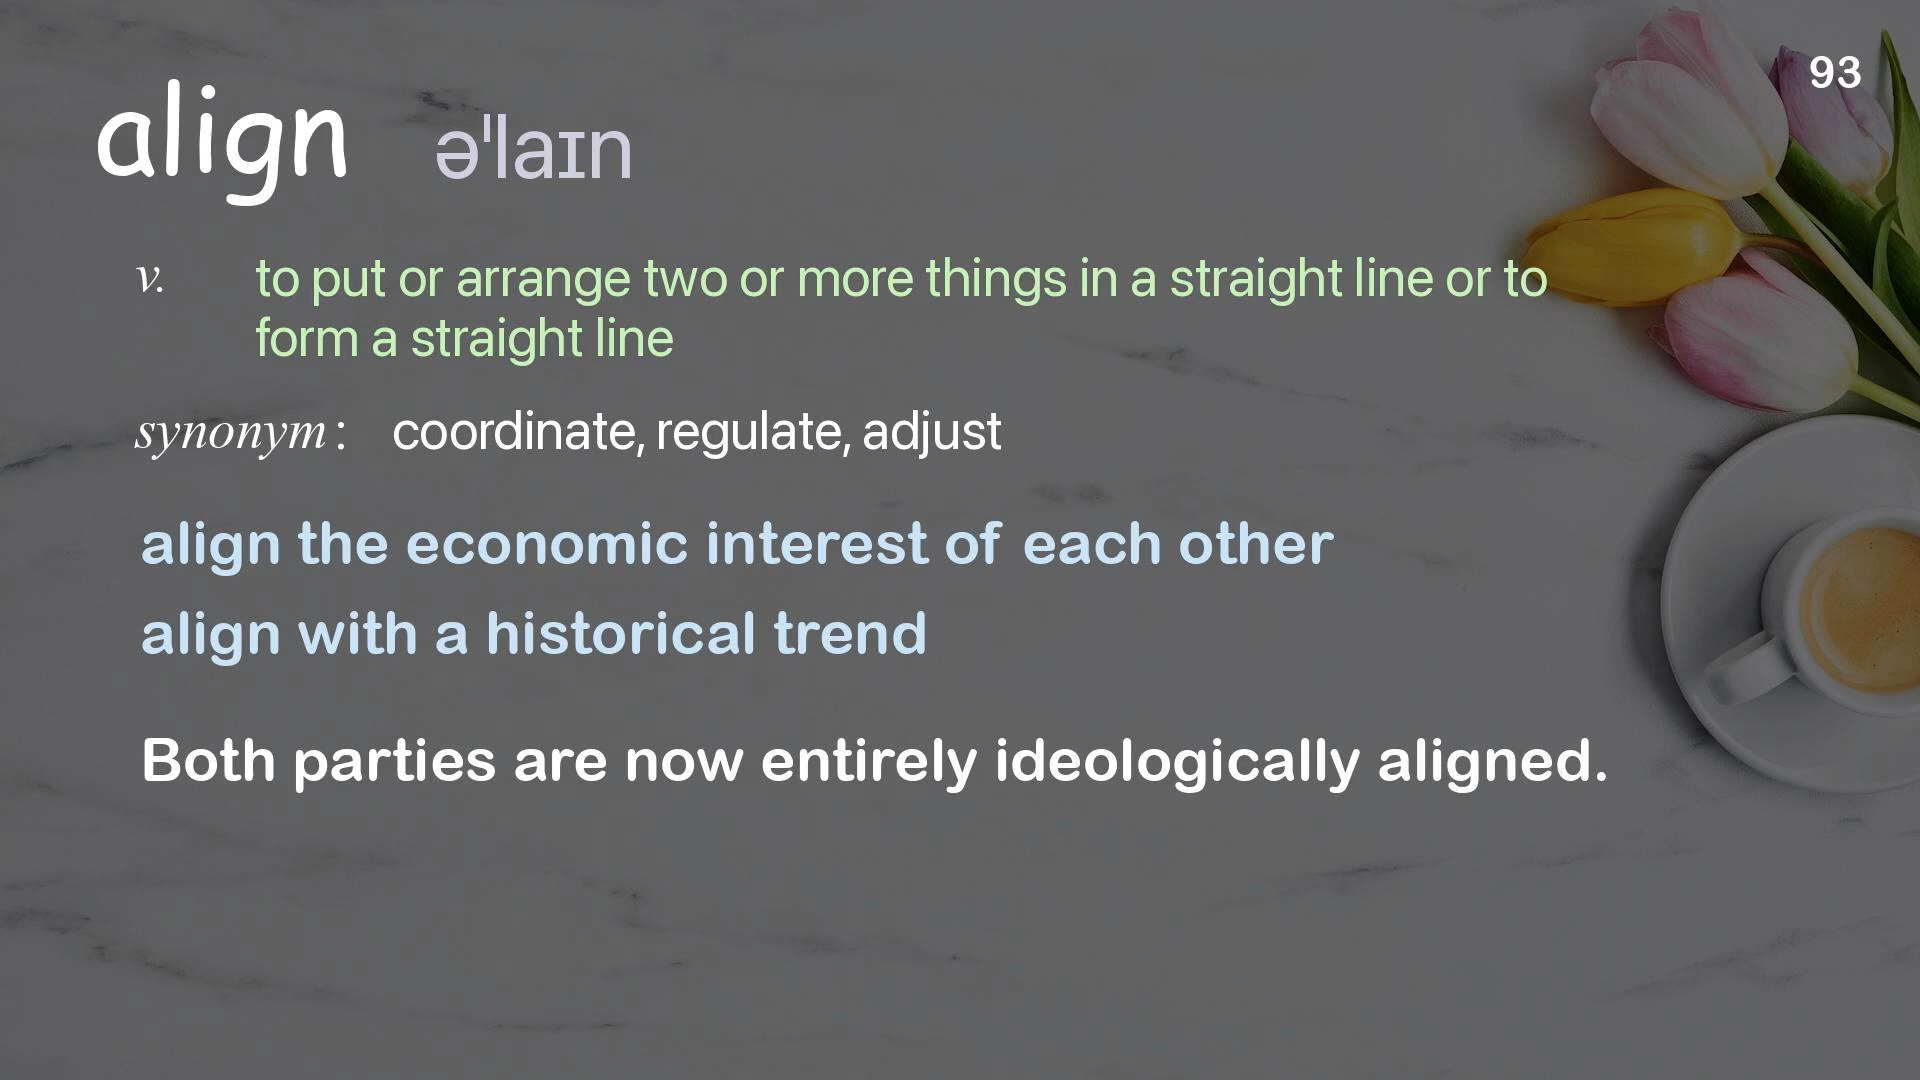 93
align əˈlaɪn
v. to put or arrange two or more things in a straight line or to
form a straight line
synonym: coordinate, regulate, adjust
align the economic interest of each other
align with a historical trend
Both parties are now entirely ideologically aligned.